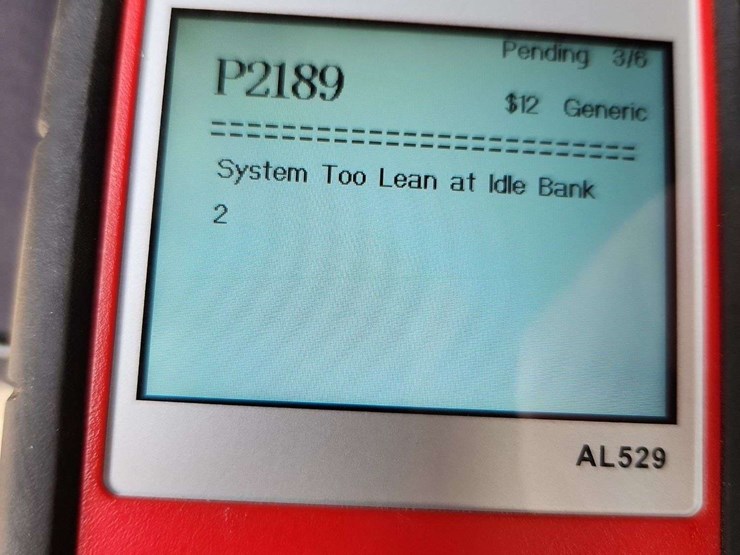 Pending 3/6
P2189
$12 Generic
==============================
System Too Lean at Idle Bank
2
AL529